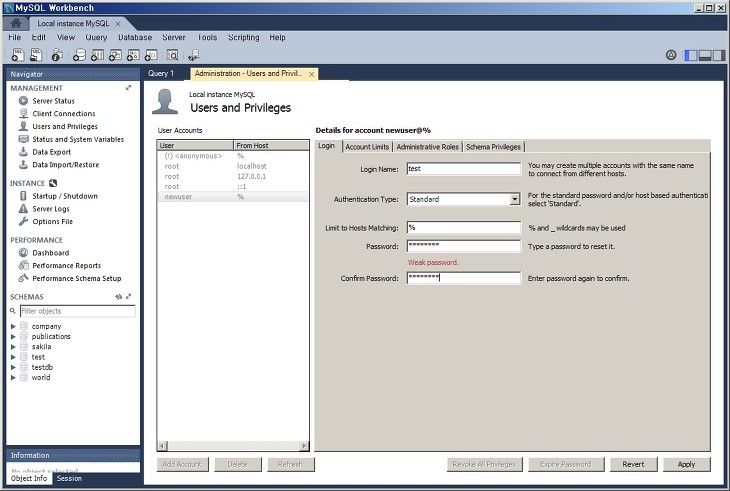 MySQL Workbench
Local instance MySQL
File Edit View Query Database Server Tools Scripting Help
Navigator
MANAGEMENT
Server Status
Client Connections
Users and Privileges
Status and System Variables
Data Export
Data Import/Restore
INSTANCE
Startup / Shutdown
Server Logs
Options File
PERFORMANCE
Dashboard
Performance Reports
Performance Schema Setup
SCHEMAS
Filter objects
company
publications
sakila
test
testdb
world
Information
No object selected
Object Info Session
Query 1 Administration - Users and Privil...
Local instance MySQL
Users and Privileges
User Accounts
User From Host
(!) <anonymous> %
root localhost
root 127.0.0.1
root ::1
newuser %
Add Account Delete Refresh
Details for account newuser@%
Login Account Limits Administrative Roles Schema Privileges
Login Name: test You may create multiple accounts with the same name
to connect from different hosts.
Authentication Type: Standard For the standard password and/or host based authenticati
select 'Standard'.
Limit to Hosts Matching: % % and _ wildcards may be used
Password: ******** Type a password to reset it.
Weak password.
Confirm Password: ******** Enter password again to confirm.
Revoke All Privileges Expire Password Revert Apply